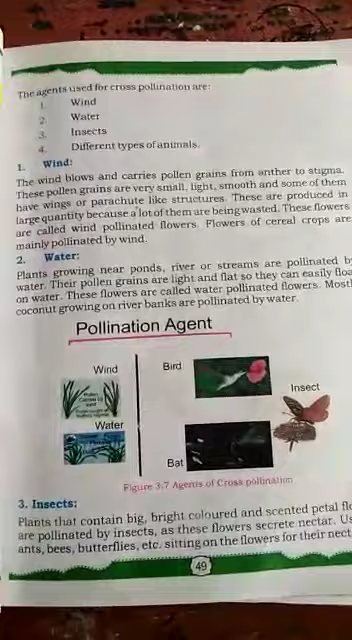 The agents used for cross pollination are:
1. Wind
2. Water
3. Insects
4. Different types of animals.
1. Wind:
The wind blows and carries pollen grains from anther to stigma.
These pollen grains are very small, light, smooth and some of them
have wings or parachute like structures. These are produced in
large quantity because a lot of them are being wasted. These flowers
are called wind pollinated flowers. Flowers of cereal crops are
mainly pollinated by wind.
2. Water:
Plants growing near ponds, river or streams are pollinated by
water. Their pollen grains are light and flat so they can easily floa
on water. These flowers are called water pollinated flowers. Mostl
coconut growing on river banks are pollinated by water.
Pollination Agent
Wind
Bird
Pollen
Carried by
wind
Insect
Water
Bat
Figure 3.7 Agents of Cross pollination
3. Insects:
Plants that contain big, bright coloured and scented petal flo
are pollinated by insects, as these flowers secrete nectar. Us
ants, bees, butterflies, etc. sitting on the flowers for their nect
49